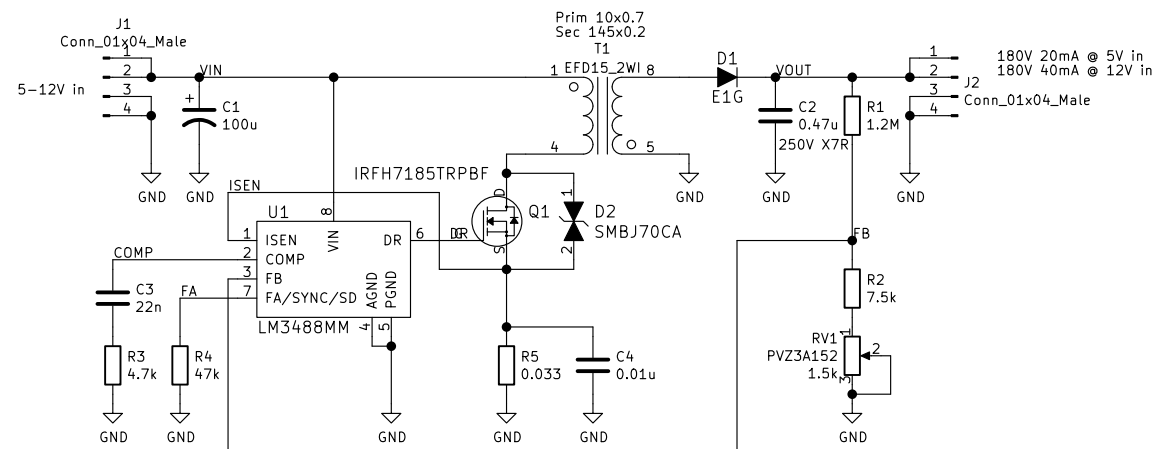 Prim 10x0.7
Sec 145x0.2
T1
EFD15_2WI
J1
Conn_01x04_Male
1
2
3
4
5-12V in
VIN
+
C1
100u
GND
GND
1
8
4
5
GND
D1
E1G
VOUT
C2
0.47u
250V X7R
GND
R1
1.2M
1
2
3
4
180V 20mA @ 5V in
180V 40mA @ 12V in
J2
Conn_01x04_Male
GND
IRFH7185TRPBF
D
G
S
Q1
1
2
D2
SMBJ70CA
ISEN
U1
8
VIN
1
ISEN
2
COMP
3
FB
7
FA/SYNC/SD
DR
6
DR
AGND
PGND
4
5
LM3488MM
COMP
FA
C3
22n
R3
4.7k
GND
R4
47k
GND
GND
R5
0.033
GND
C4
0.01u
GND
FB
R2
7.5k
RV1
PVZ3A152
1.5k
1
2
3
GND